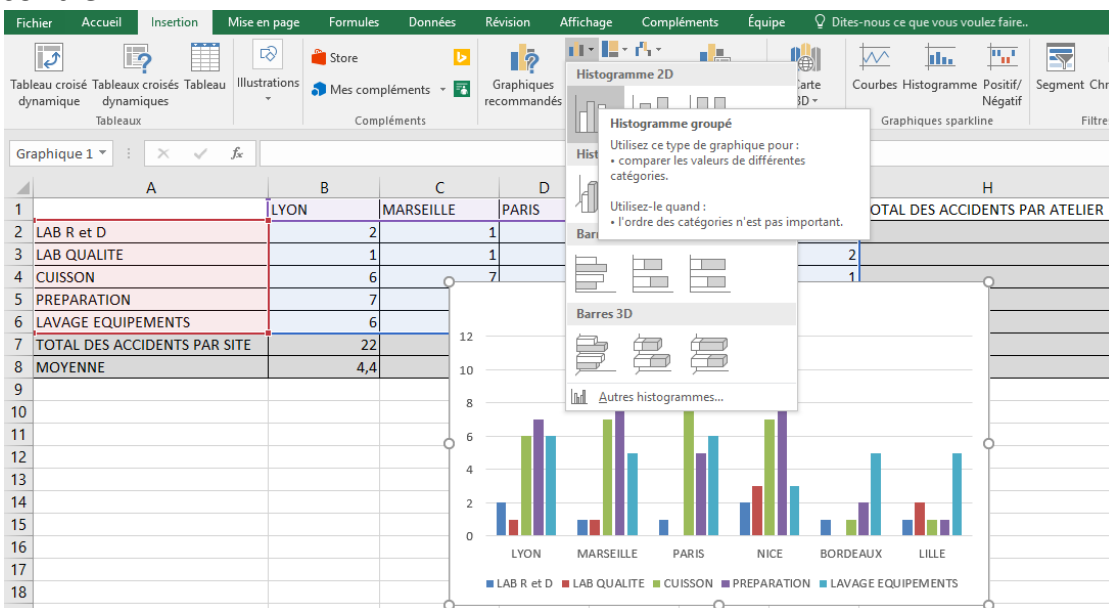 Fichier Accueil Insertion Mise en page Formules Données Révision Affichage Compléments Équipe Dites-nous ce que vous voulez faire..
Tableau croisé dynamique
Tableaux croisés dynamiques
Tableau
Tableaux
Illustrations
Store
Mes compléments
Compléments
Graphiques recommandés
Carte
3D
Courbes
Histogramme
Positif/
Négatif
Graphiques sparkline
Segment
Filtre
Histogramme 2D
Histogramme groupé
Utilisez ce type de graphique pour :
• comparer les valeurs de différentes
catégories.
Utilisez-le quand :
• l'ordre des catégories n'est pas important.
Barres 3D
Autres histogrammes...
Graphique 1 fx
A B C D H
1 LYON MARSEILLE PARIS OTAL DES ACCIDENTS PAR ATELIER
2 LAB R et D 2 1
3 LAB QUALITE 1 1 2
4 CUISSON 6 7 1
5 PREPARATION 7
6 LAVAGE EQUIPEMENTS 6
7 TOTAL DES ACCIDENTS PAR SITE 22
8 MOYENNE 4,4
9
10
11
12
13
14
15
16
17
18
12
10
8
6
4
2
0
LYON MARSEILLE PARIS NICE BORDEAUX LILLE
LAB R et D LAB QUALITE CUISSON PREPARATION LAVAGE EQUIPEMENTS